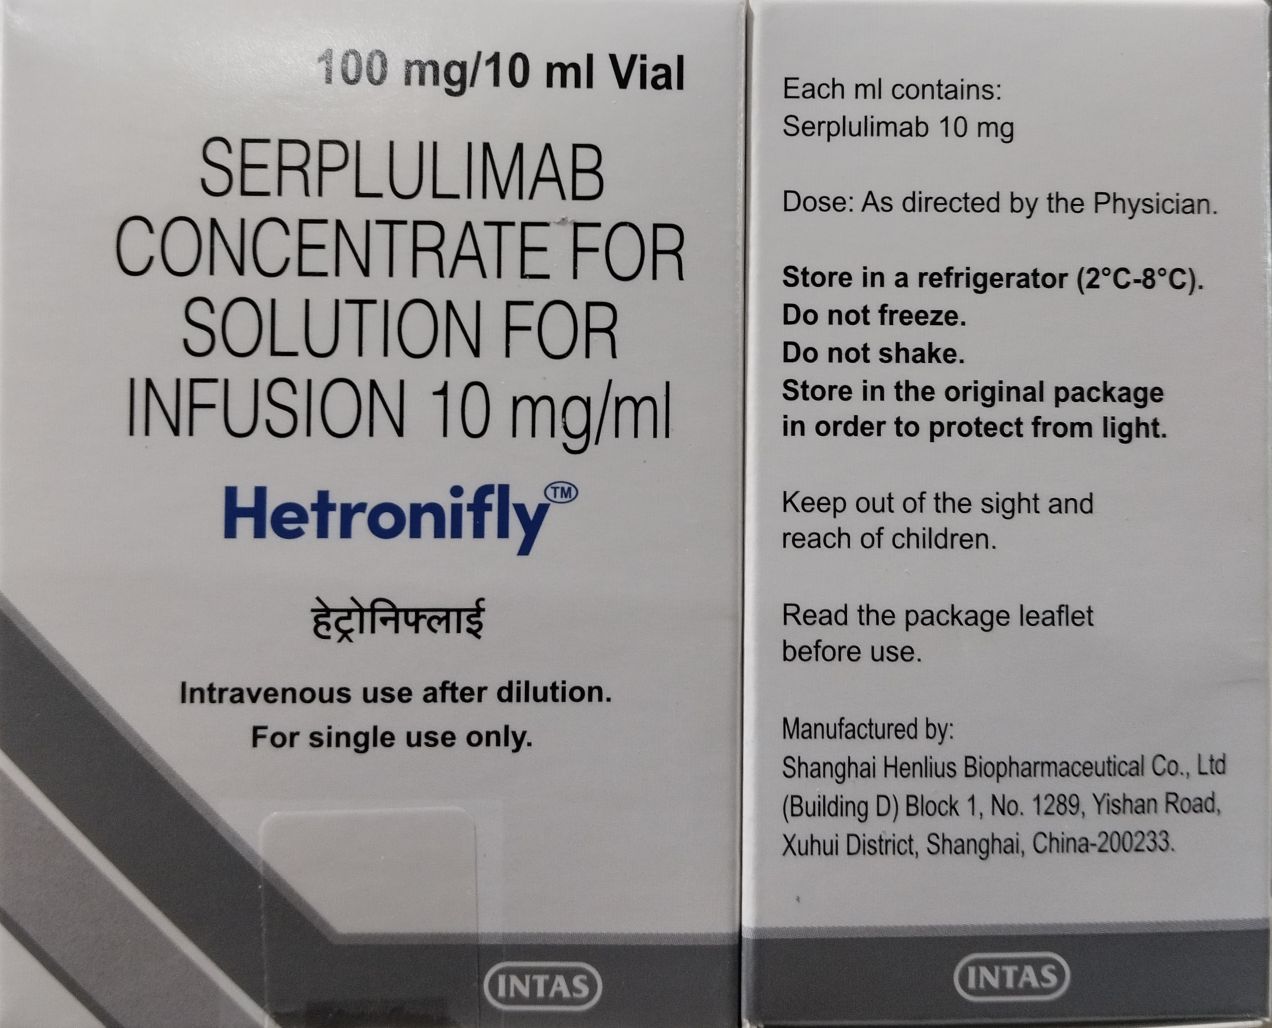 100 mg/10 ml Vial
SERPLULIMAB
CONCENTRATE FOR
SOLUTION FOR
INFUSION 10 mg/ml
Hetronifly™
हेट्रोनिफ्लाई
Intravenous use after dilution.
For single use only.
INTAS
Each ml contains:
Serplulimab 10 mg
Dose: As directed by the Physician.
Store in a refrigerator (2°C-8°C).
Do not freeze.
Do not shake.
Store in the original package
in order to protect from light.
Keep out of the sight and
reach of children.
Read the package leaflet
before use.
Manufactured by:
Shanghai Henlius Biopharmaceutical Co., Ltd
(Building D) Block 1, No. 1289, Yishan Road,
Xuhui District, Shanghai, China-200233.
INTAS